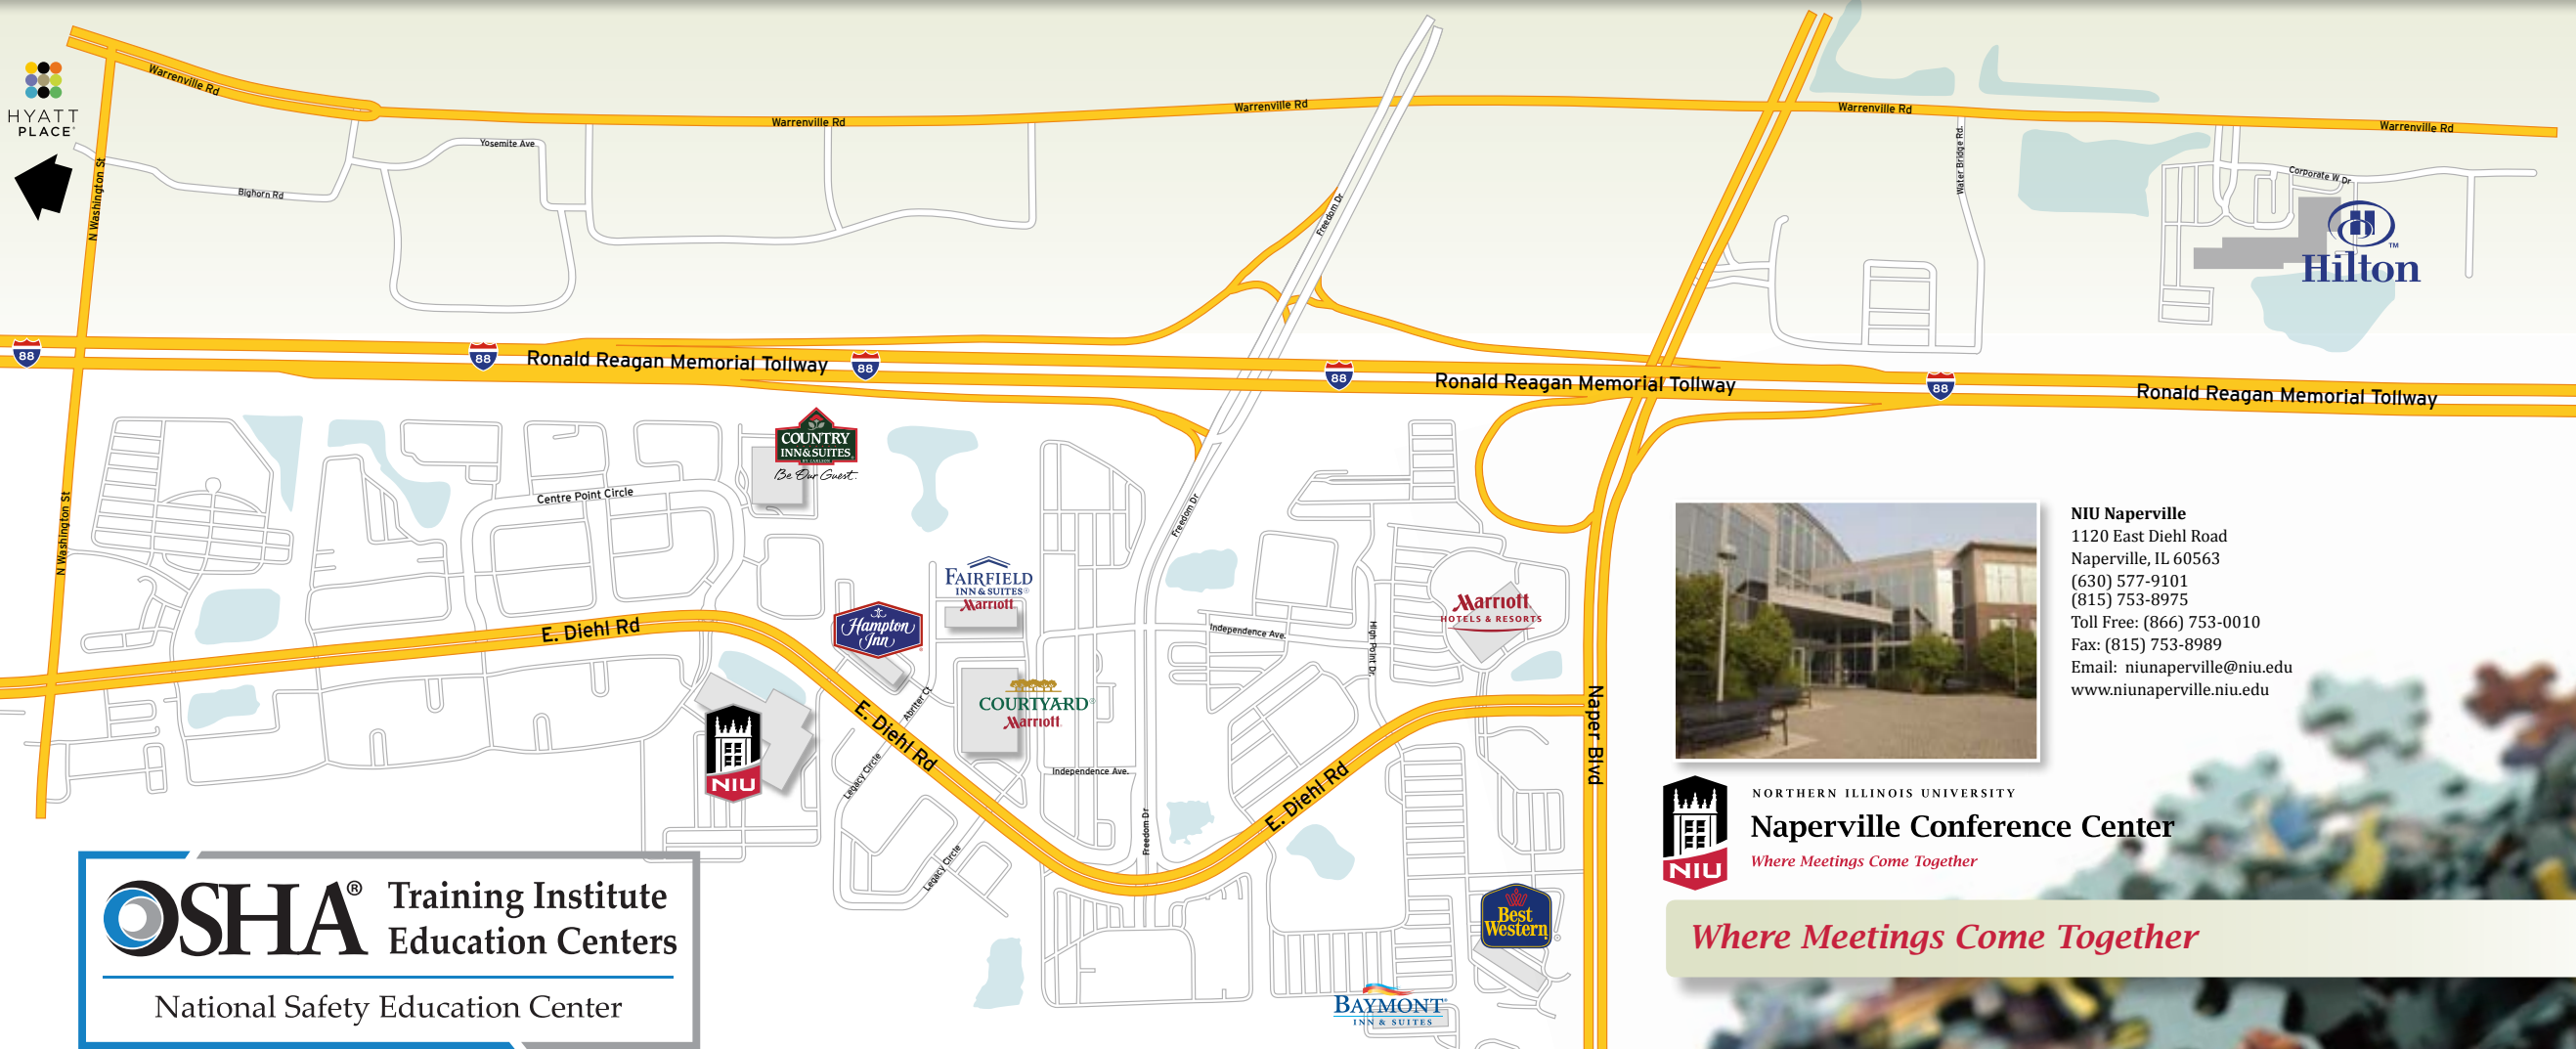 HYATT
PLACE
Warrenville Rd
Warrenville Rd
Warrenville Rd
Warrenville Rd
Warrenville Rd
N Washington St
Bighorn Rd
Yosemite Ave
Freedom Dr
Water Bridge Rd.
Corporate W Dr
Hilton
TM
88
88
Ronald Reagan Memorial Tollway
88
88
Ronald Reagan Memorial Tollway
88
Ronald Reagan Memorial Tollway
COUNTRY
INN & SUITES
BY CARLSON
Be Our Guest.
Centre Point Circle
N Washington St
Freedom Dr
FAIRFIELD
INN & SUITES®
Marriott
Hampton
Inn
E. Diehl Rd
Independence Ave.
High Point Dr.
Marriott
HOTELS & RESORTS
COURTYARD®
Marriott
Abriter Ct
E. Diehl Rd
Legacy Circle
NIU
Independence Ave.
Freedom Dr
E. Diehl Rd
Naper Blvd
Legacy Circle
Best
Western
®
BAYMONT®
INN & SUITES
NIU Naperville
1120 East Diehl Road
Naperville, IL 60563
(630) 577-9101
(815) 753-8975
Toll Free: (866) 753-0010
Fax: (815) 753-8989
Email: niunaperville@niu.edu
www.niunaperville.niu.edu
NORTHERN ILLINOIS UNIVERSITY
Naperville Conference Center
Where Meetings Come Together
NIU
Where Meetings Come Together
OSHA®
Training Institute
Education Centers
National Safety Education Center